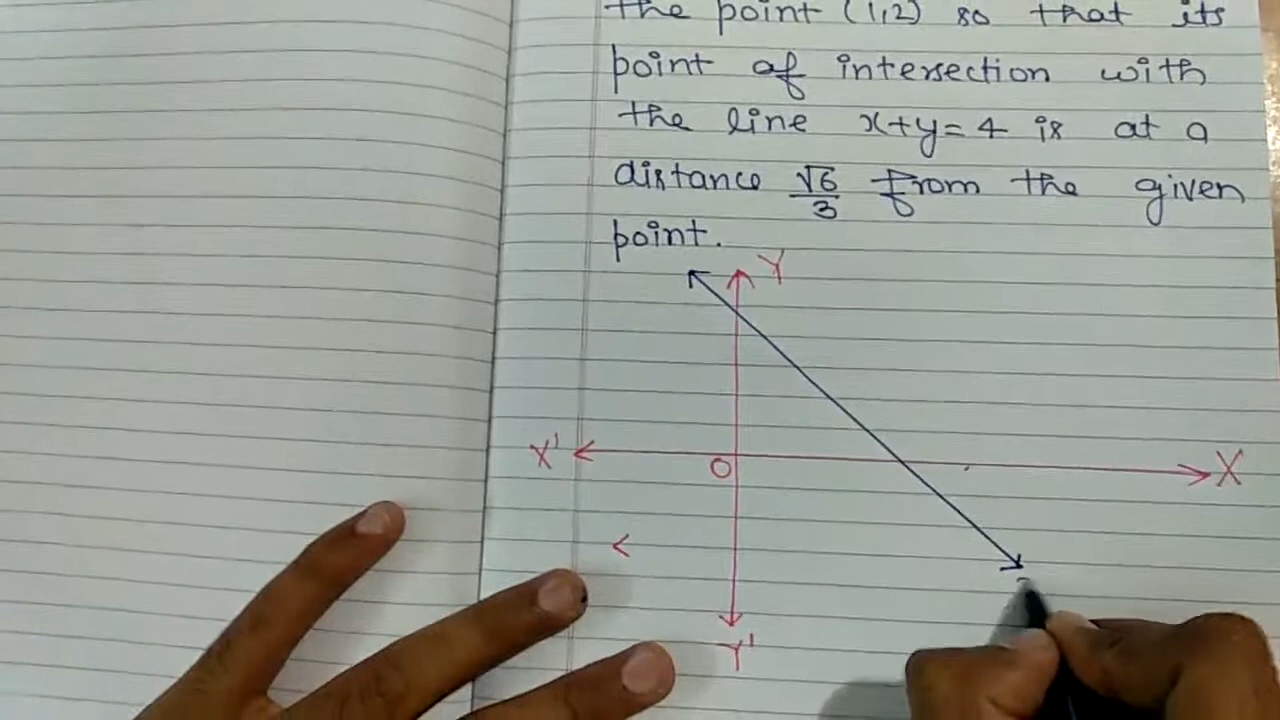 the point (1,2) so that its
point of intersection with
the line x+y=4 is at a
distance √6/3 from the given
point.
Y
X'
O
X
Y'